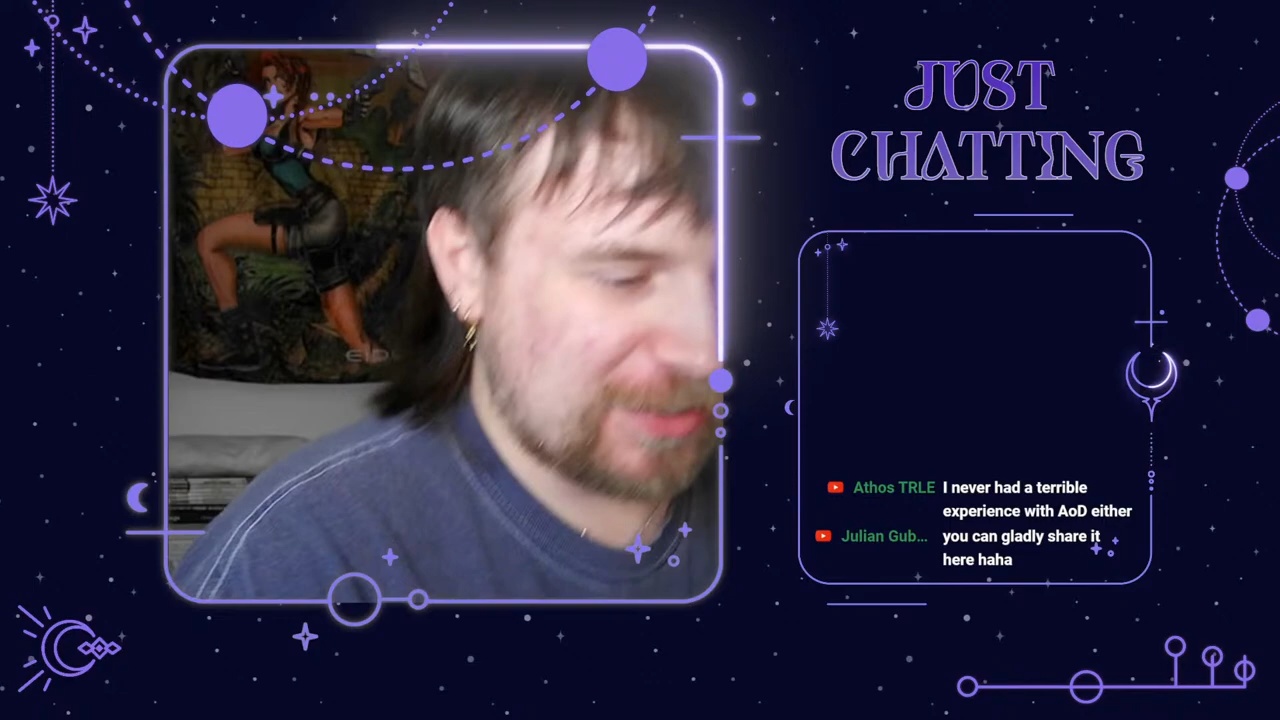 JUST
CHATTING
EID
Athos TRLE I never had a terrible
experience with AoD either
Julian Gub... you can gladly share it
here haha